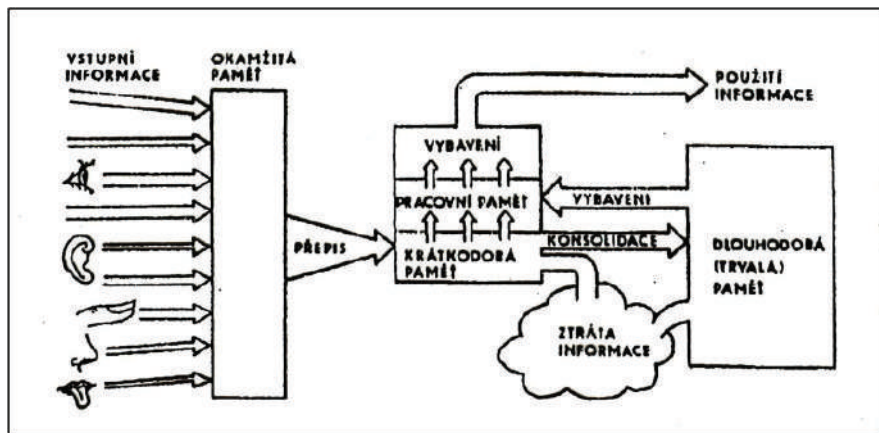 VSTUPNÍ
INFORMACE
OKAMŽITÁ
PAMĚŤ
PŘEPIS
VYBAVENÍ
PRACOVNÍ PAMĚŤ
KRÁTKODOBÁ
PAMĚŤ
POUŽITÍ
INFORMACE
VYBAVENÍ
KONSOLIDACE
DLOUHODOBÁ
(TRVALÁ)
PAMĚŤ
ZTRÁTA
INFORMACE